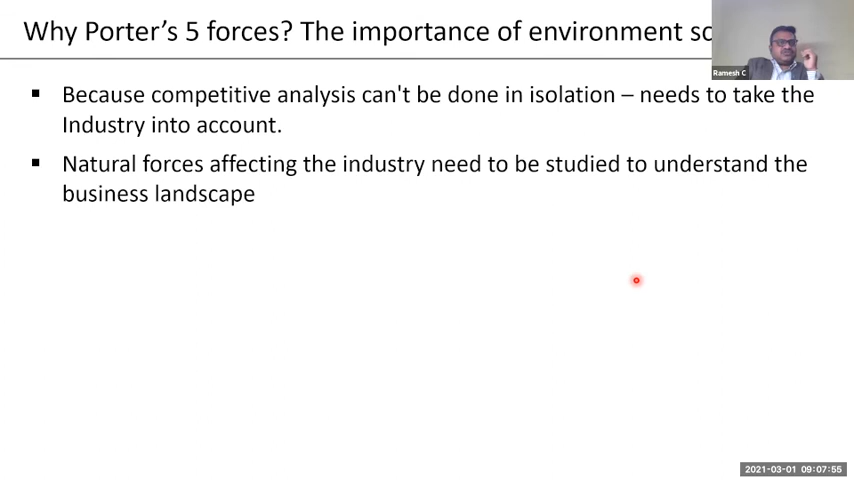 Why Porter’s 5 forces? The importance of environment
Ramesh C
▪ Because competitive analysis can't be done in isolation – needs to take the
Industry into account.
▪ Natural forces affecting the industry need to be studied to understand the
business landscape
2021-03-01 09:07:55